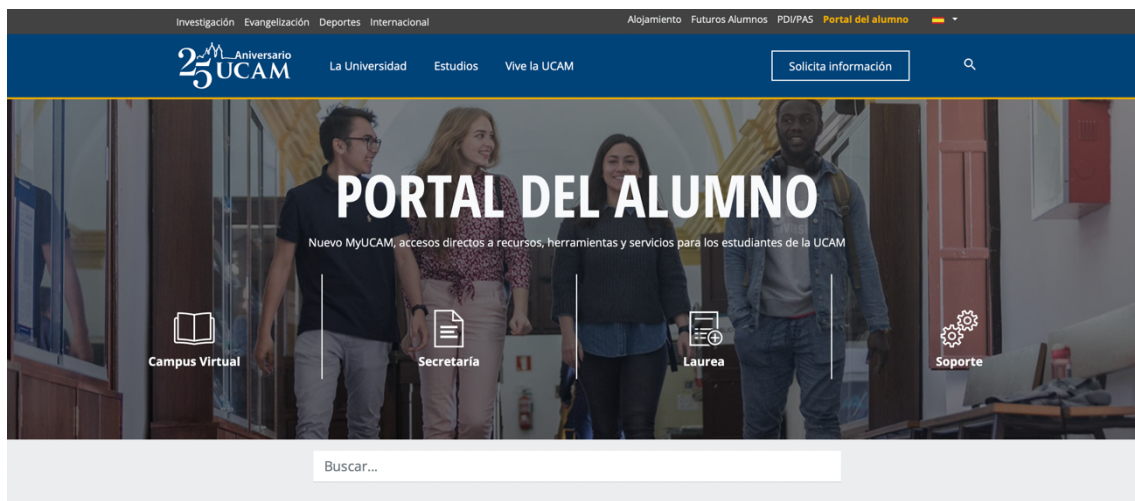 Investigación Evangelización Deportes Internacional Alojamiento Futuros Alumnos PDI/PAS Portal del alumno
25 Aniversario
UCAM
La Universidad Estudios Vive la UCAM Solicita información
PORTAL DEL ALUMNO
Nuevo MyUCAM, accesos directos a recursos, herramientas y servicios para los estudiantes de la UCAM
Campus Virtual Secretaría Laurea Soporte
Buscar...